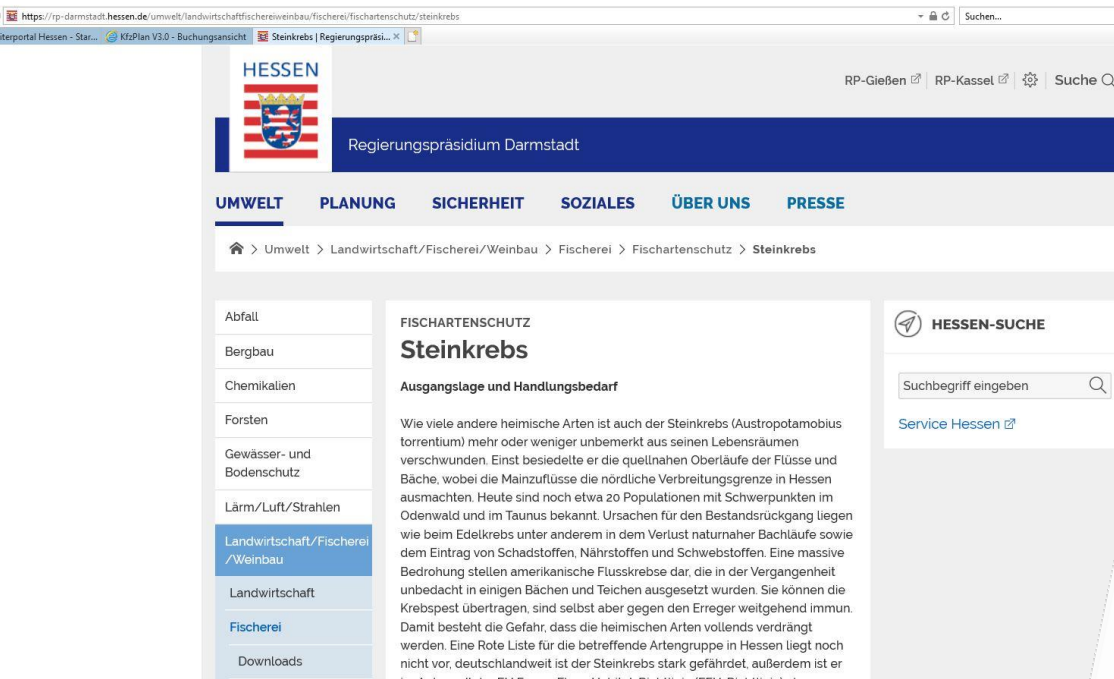 https://rp-darmstadt.hessen.de/umwelt/landwirtschaftfischereiweinbau/fischerei/fischartenschutz/steinkrebs
Suchen...
iterportal Hessen - Star...
KfzPlan V3.0 - Buchungsansicht
Steinkrebs | Regierungspräsi...
HESSEN
RP-Gießen
RP-Kassel
Suche
Regierungspräsidium Darmstadt
UMWELT PLANUNG SICHERHEIT SOZIALES ÜBER UNS PRESSE
> Umwelt > Landwirtschaft/Fischerei/Weinbau > Fischerei > Fischartenschutz > Steinkrebs
Abfall
Bergbau
Chemikalien
Forsten
Gewässer- und
Bodenschutz
Lärm/Luft/Strahlen
Landwirtschaft/Fischerei
/Weinbau
Landwirtschaft
Fischerei
Downloads
FISCHARTENSCHUTZ
Steinkrebs
Ausgangslage und Handlungsbedarf
Wie viele andere heimische Arten ist auch der Steinkrebs (Austropotamobius
torrentium) mehr oder weniger unbemerkt aus seinen Lebensräumen
verschwunden. Einst besiedelte er die quellnahen Oberläufe der Flüsse und
Bäche, wobei die Mainzuflüsse die nördliche Verbreitungsgrenze in Hessen
ausmachten. Heute sind noch etwa 20 Populationen mit Schwerpunkten im
Odenwald und im Taunus bekannt. Ursachen für den Bestandsrückgang liegen
wie beim Edelkrebs unter anderem in dem Verlust naturnaher Bachläufe sowie
dem Eintrag von Schadstoffen, Nährstoffen und Schwebstoffen. Eine massive
Bedrohung stellen amerikanische Flusskrebse dar, die in der Vergangenheit
unbedacht in einigen Bächen und Teichen ausgesetzt wurden. Sie können die
Krebspest übertragen, sind selbst aber gegen den Erreger weitgehend immun.
Damit besteht die Gefahr, dass die heimischen Arten vollends verdrängt
werden. Eine Rote Liste für die betreffende Artengruppe in Hessen liegt noch
nicht vor, deutschlandweit ist der Steinkrebs stark gefährdet, außerdem ist er
HESSEN-SUCHE
Suchbegriff eingeben
Service Hessen